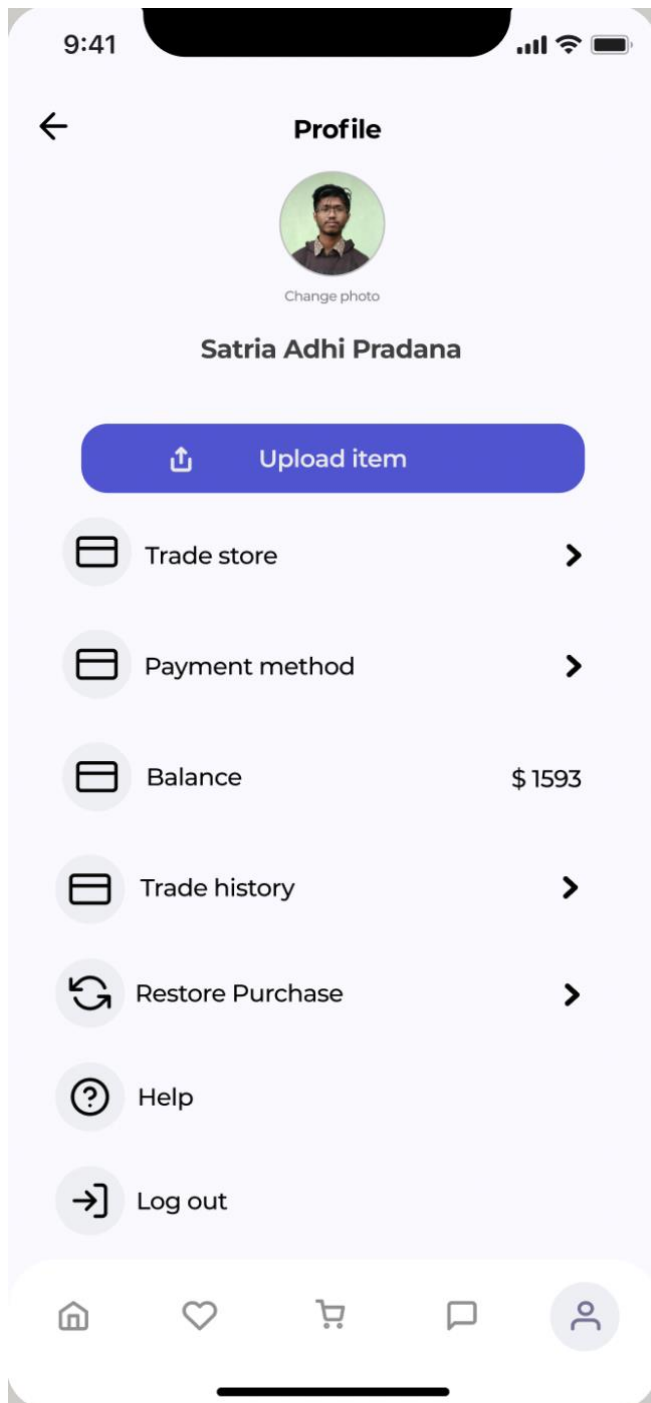 9:41
Profile
Change photo
Satria Adhi Pradana
Upload item
Trade store
Payment method
Balance $ 1593
Trade history
Restore Purchase
Help
Log out